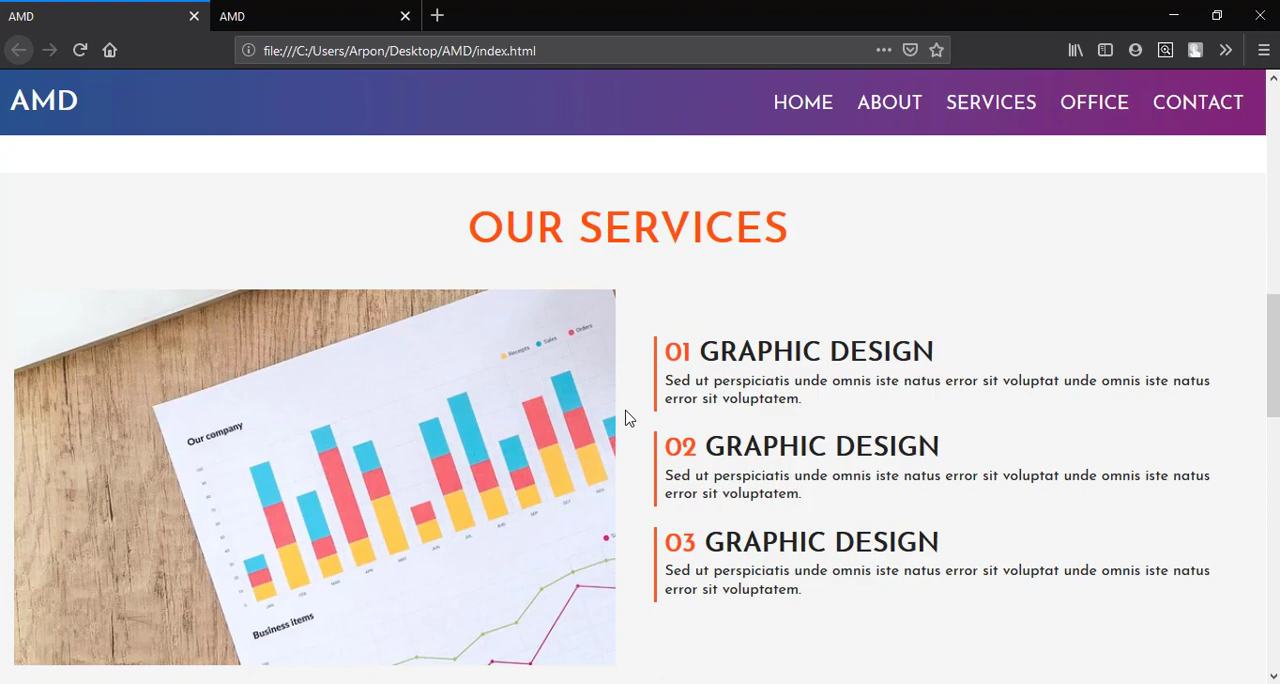 AMD
AMD
file:///C:/Users/Arpon/Desktop/AMD/index.html
AMD
HOME ABOUT SERVICES OFFICE CONTACT
OUR SERVICES
Receipts Sales Orders
Our company
Business items
01 GRAPHIC DESIGN
Sed ut perspiciatis unde omnis iste natus error sit voluptat unde omnis iste natus
error sit voluptatem.
02 GRAPHIC DESIGN
Sed ut perspiciatis unde omnis iste natus error sit voluptat unde omnis iste natus
error sit voluptatem.
03 GRAPHIC DESIGN
Sed ut perspiciatis unde omnis iste natus error sit voluptat unde omnis iste natus
error sit voluptatem.